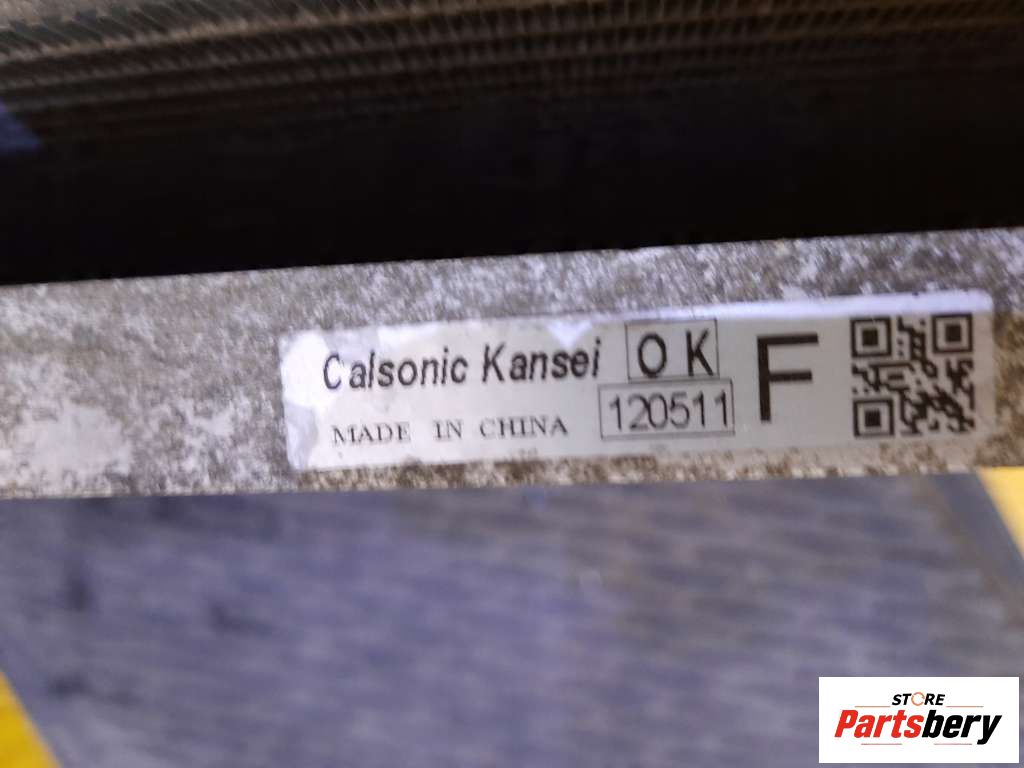 Calsonic Kansei OK F
MADE IN CHINA 120511
STORE
Partsbery